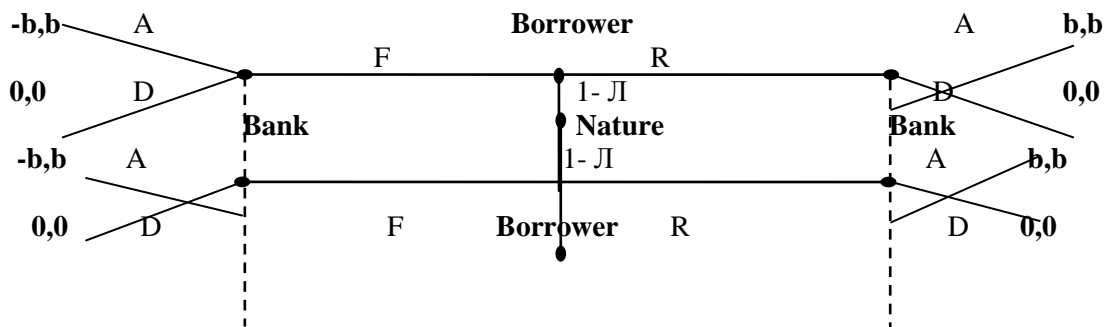 -b,b A Borrower A b,b
F R
0,0 D 1- Л D 0,0
Bank Nature Bank
-b,b A 1- Л A b,b
0,0 D F Borrower R D 0,0